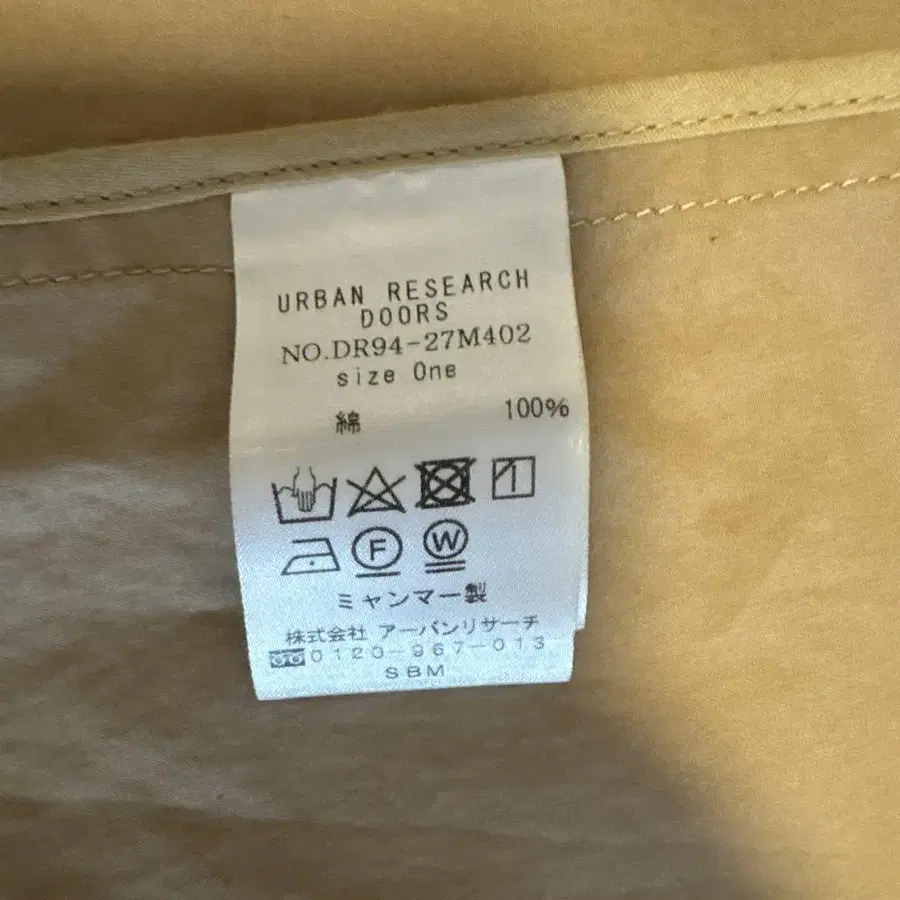 URBAN RESEARCH
DOORS
NO.DR94-27M402
size One
綿 100%
F W
ミャンマー製
株式会社 アーバンリサーチ
0120-967-013
SBM